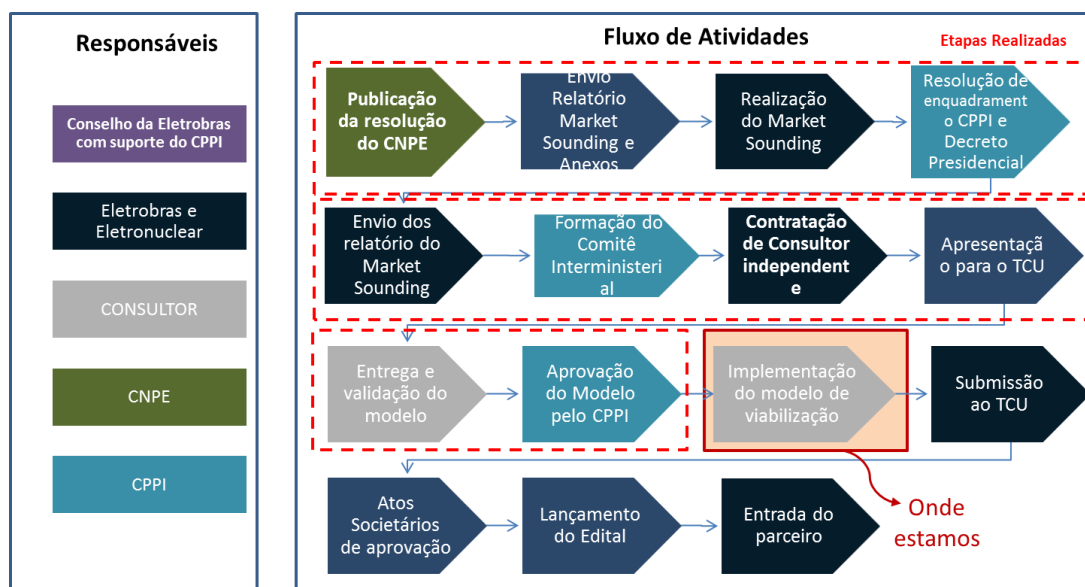 Responsáveis
Conselho da Eletrobras
com suporte do CPPI
Eletrobras e
Eletronuclear
CONSULTOR
CNPE
CPPI
Fluxo de Atividades
Etapas Realizadas
Publicação
da resolução
do CNPE
Envio
Relatório
Market
Sounding e
Anexos
Realização
do Market
Sounding
Resolução de
enquadrament
o CPPI e
Decreto
Presidencial
Envio dos
relatório do
Market
Sounding
Formação do
Comitê
Interministeri
al
Contratação
de Consultor
independent
e
Apresentaçã
o para o TCU
Entrega e
validação do
modelo
Aprovação
do Modelo
pelo CPPI
Implementação
do modelo de
viabilização
Submissão
ao TCU
Atos
Societários
de aprovação
Lançamento
do Edital
Entrada do
parceiro
Onde
estamos